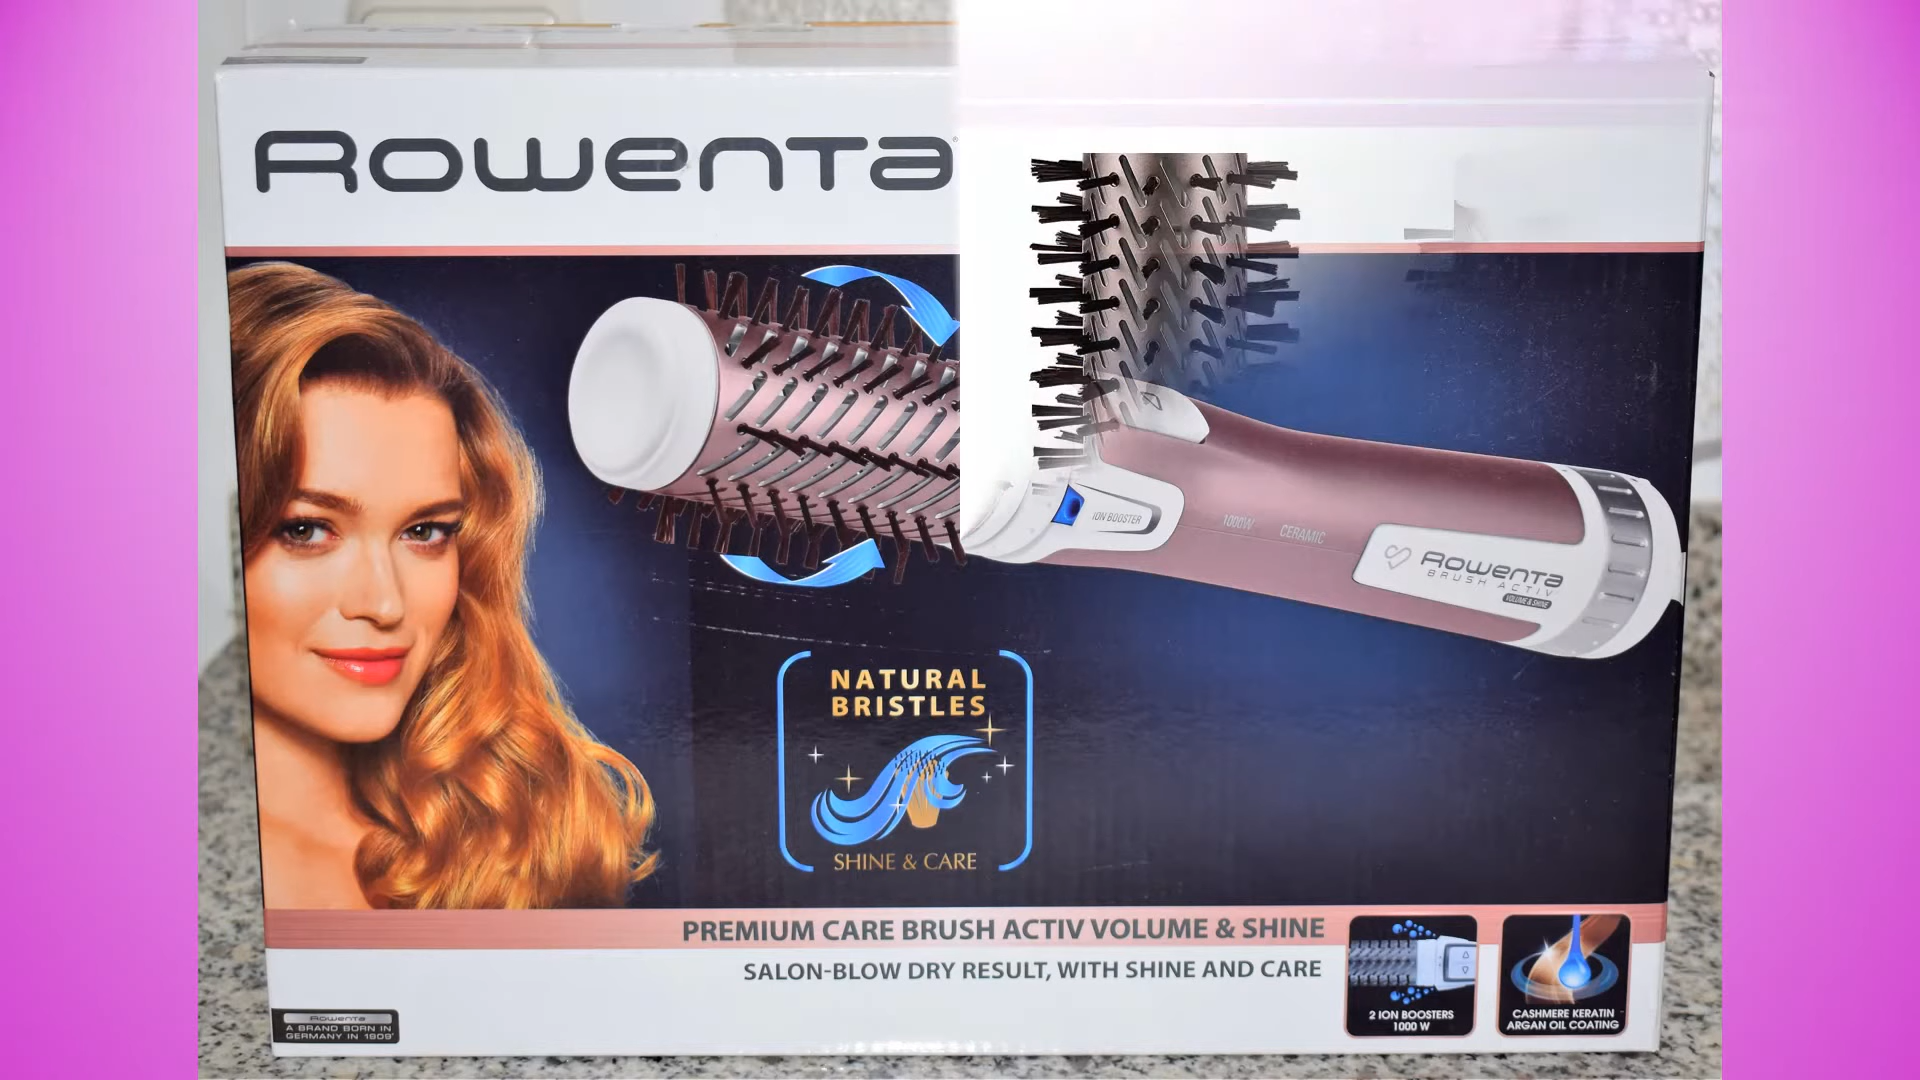 Rowenta
ION BOOSTER
1000W CERAMIC
Rowenta
BRUSH ACTIV
VOLUME & SHINE
NATURAL
BRISTLES
SHINE & CARE
PREMIUM CARE BRUSH ACTIV VOLUME & SHINE
SALON-BLOW DRY RESULT, WITH SHINE AND CARE
2 ION BOOSTERS
1000 W
CASHMERE KERATIN
ARGAN OIL COATING
Rowenta
A BRAND BORN IN
GERMANY IN 1909*